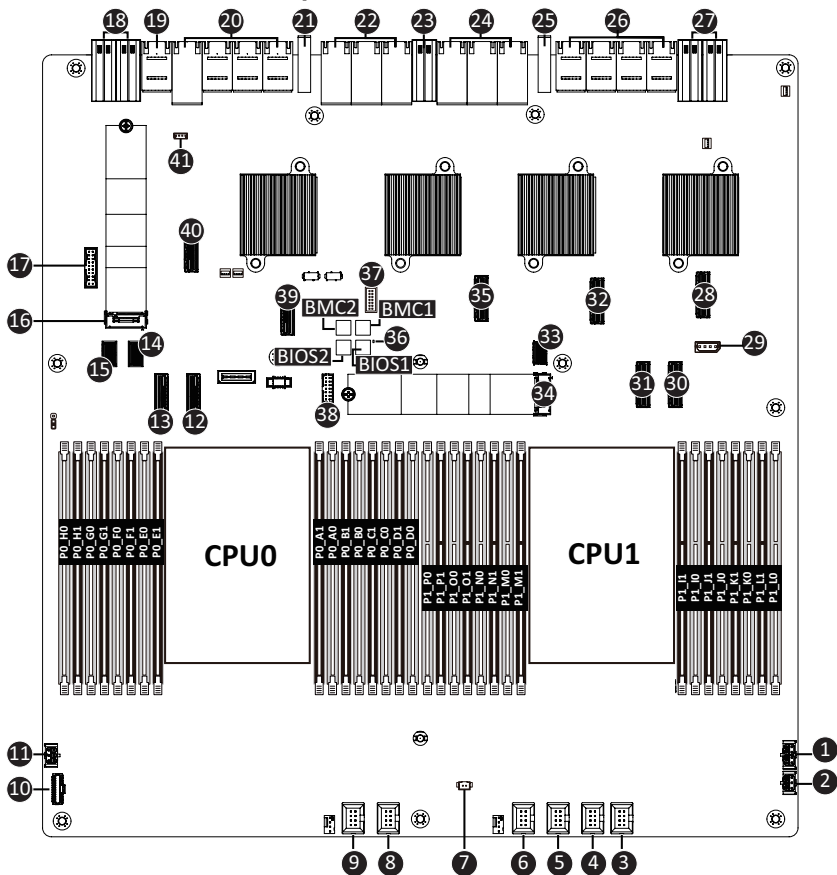 18 19 20 21 22 23 24 25 26 27
41
40
17
37
39 35 32 28
BMC2 BMC1
16
36 33
29
BIOS2 BIOS1
15 14
31 30
34
13 12 38
P0_H0 P0_H1 P0_G0 P0_G1 P0_F0 P0_F1 P0_E0 P0_E1
CPU0
P0_A1 P0_A0 P0_B1 P0_B0 P0_C1 P0_C0 P0_D1 P0_D0
P1_P0 P1_P1 P1_O0 P1_O1 P1_N0 P1_N1 P1_M0 P1_M1
CPU1
P1_I1 P1_I0 P1_J1 P1_J0 P1_K1 P1_K0 P1_L1 P1_L0
11 1
10 2
9 8 7 6 5 4 3